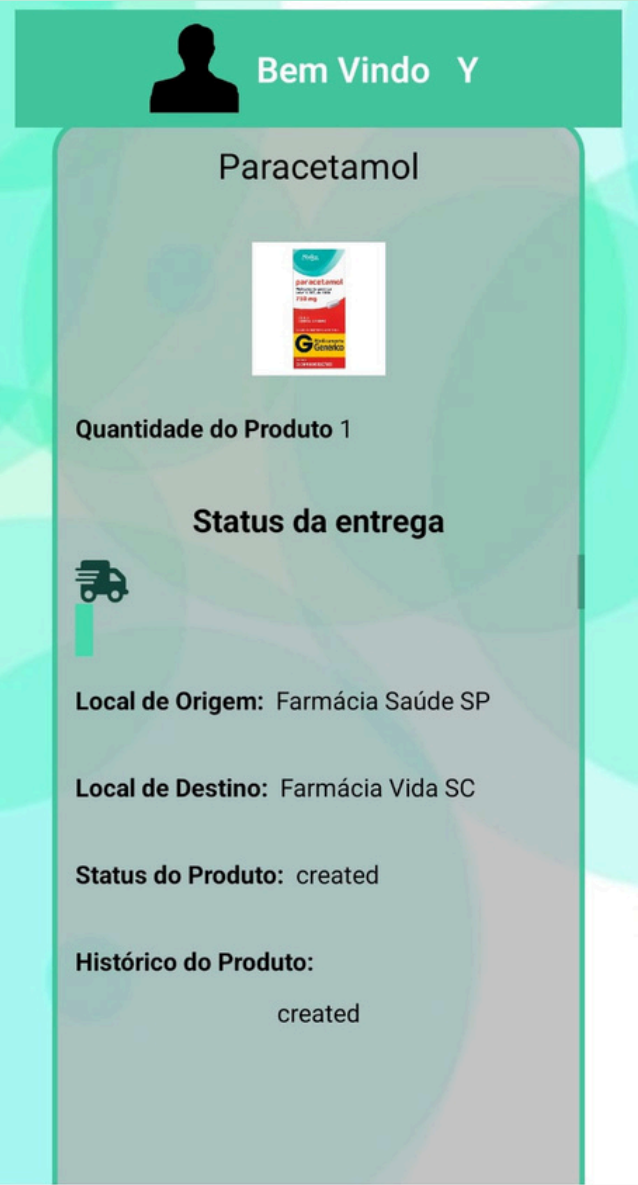 Bem Vindo Y
Paracetamol
paracetamol
750 mg
G Medicamento
Genérico
Quantidade do Produto 1
Status da entrega
Local de Origem: Farmácia Saúde SP
Local de Destino: Farmácia Vida SC
Status do Produto: created
Histórico do Produto:
created